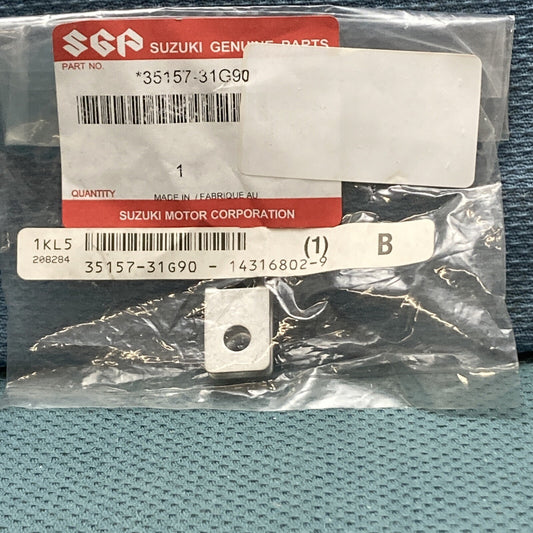 SGP SUZUKI GENUINE PARTS
PART NO.
*35157-31G90
1
QUANTITY
MADE IN / FABRIQUE AU
SUZUKI MOTOR CORPORATION
1KL5
208284
(1) B
35157-31G90 - 14316802-9